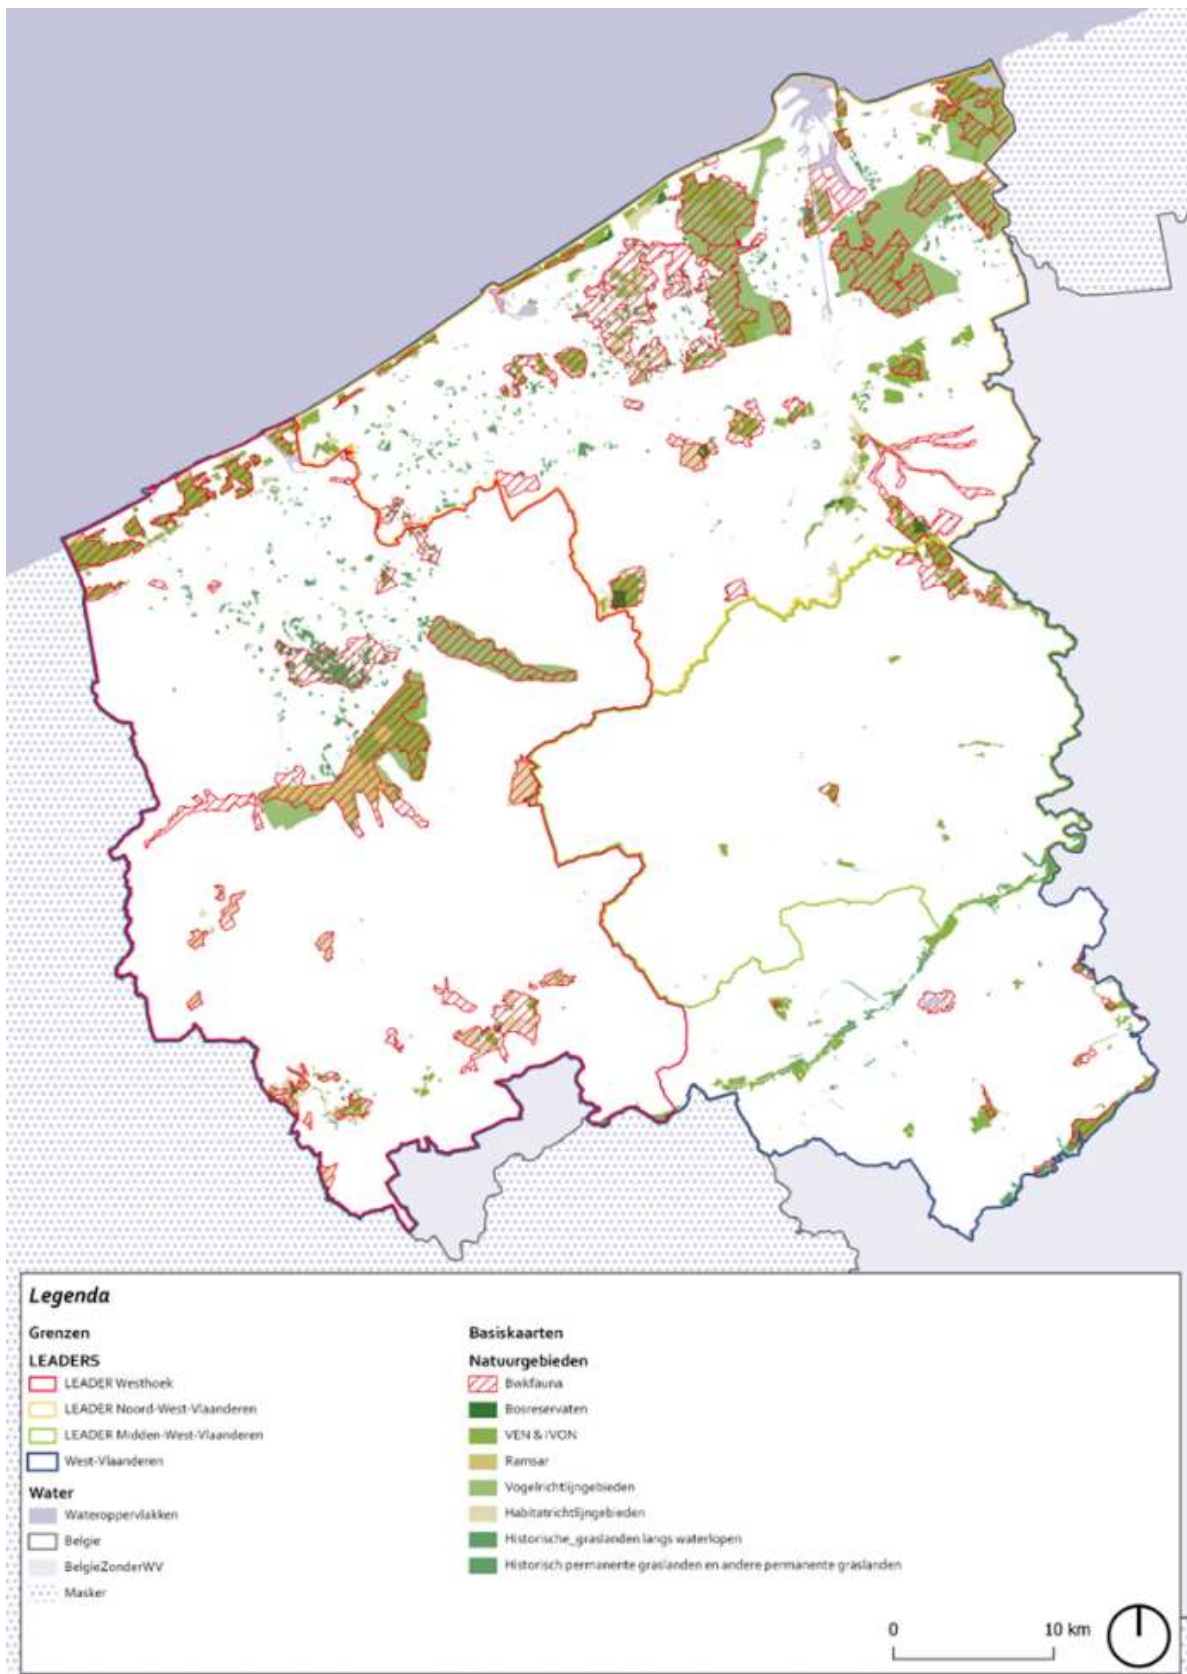 Legenda
Grenzen
LEADERS
LEADER Westhoek
LEADER Noord-West-Vlaanderen
LEADER Midden-West-Vlaanderen
West-Vlaanderen
Water
Wateroppervlakken
Belgie
BelgieZonderWV
Masker
Basiskaarten
Natuurgebieden
Bwkfauna
Bosreservaten
VEN & IVON
Ramsar
Vogelrichtlijngebieden
Habitatrichtlijngebieden
Historische_graslanden langs waterlopen
Historisch permanente graslanden en andere permanente graslanden
0 10 km